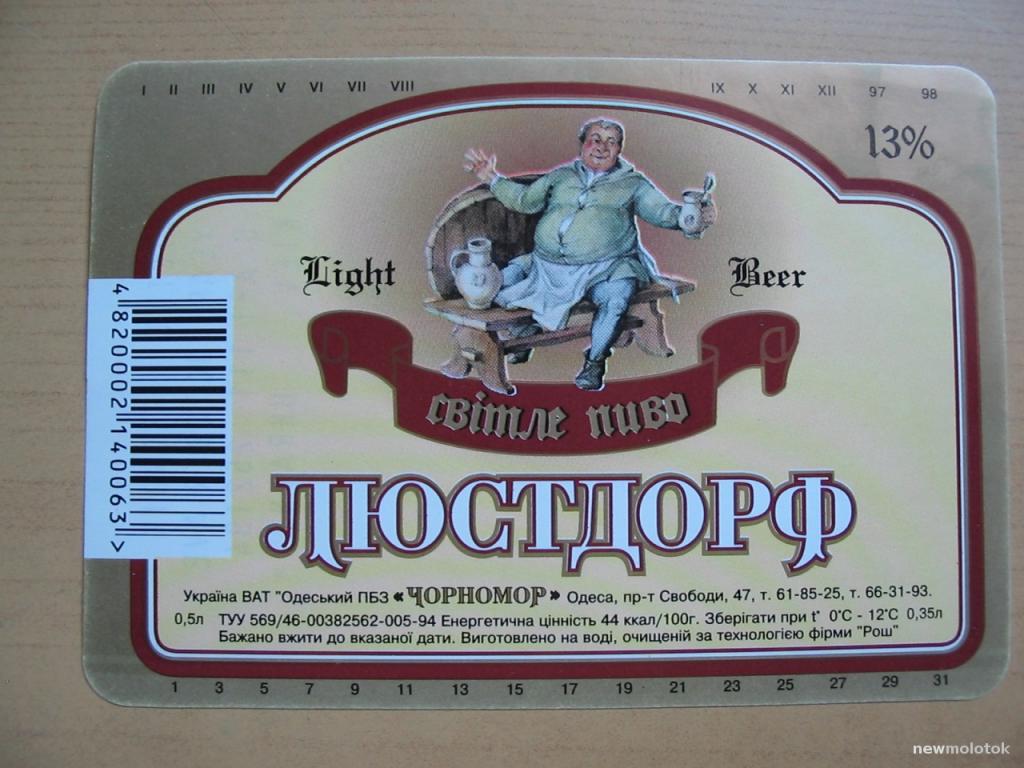 I II III IV V VI VII VIII IX X XI XII 97 98
13%
Light Beer
світле пиво
ЛЮСТДОРФ
4 820002 140063 >
Україна ВАТ "Одеський ПБЗ «ЧОРНОМОР» Одеса, пр-т Свободи, 47, т. 61-85-25, т. 66-31-93.
0,5л ТУУ 569/46-00382562-005-94 Енергетична цінність 44 ккал/100г. Зберігати при t° 0°C - 12°C 0,35л
Бажано вжити до вказаної дати. Виготовлено на воді, очищеній за технологією фірми "Рош"
1 3 5 7 9 11 13 15 17 19 21 23 25 27 29 31
newmolotok